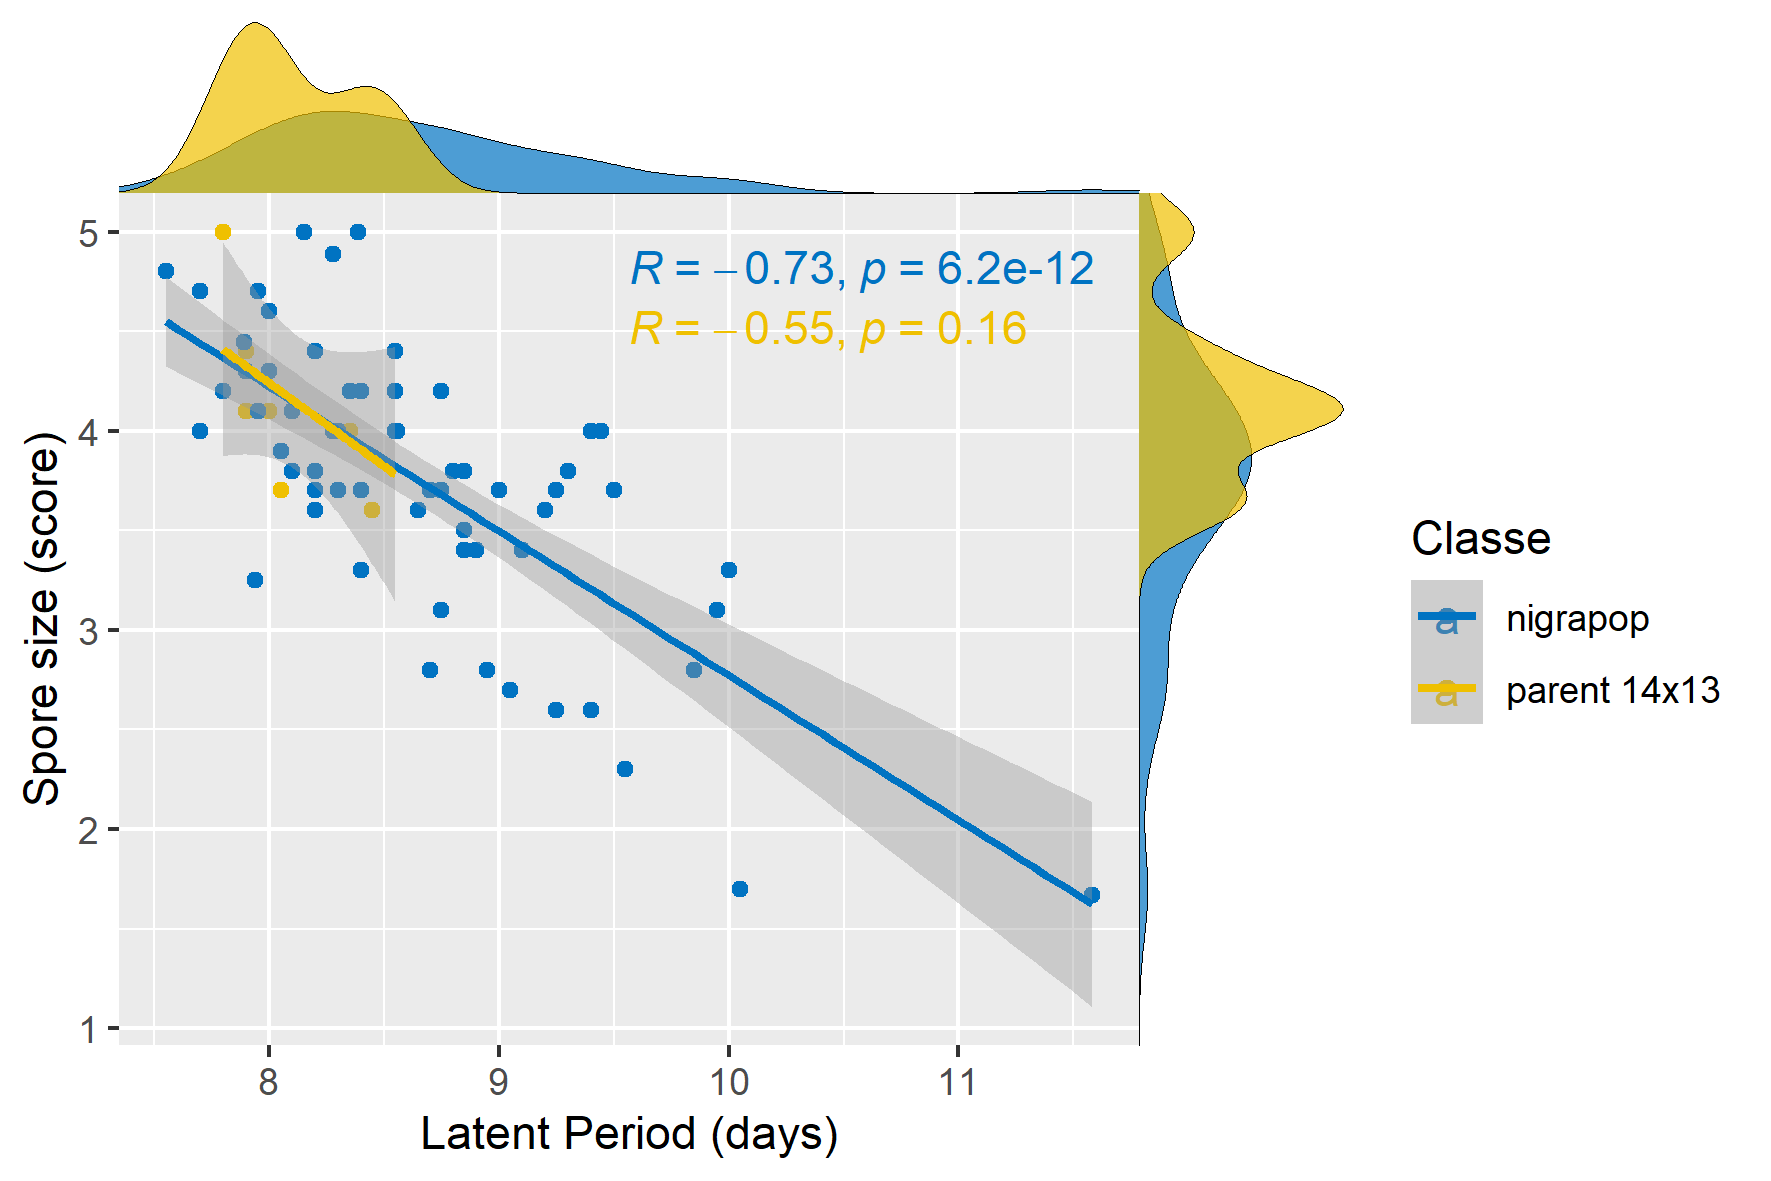 R = −0.73, p = 6.2e-12
R = −0.55, p = 0.16
5
4
3
2
1
Spore size (score)
8 9 10 11
Latent Period (days)
Classe
a nigrapop
a parent 14x13